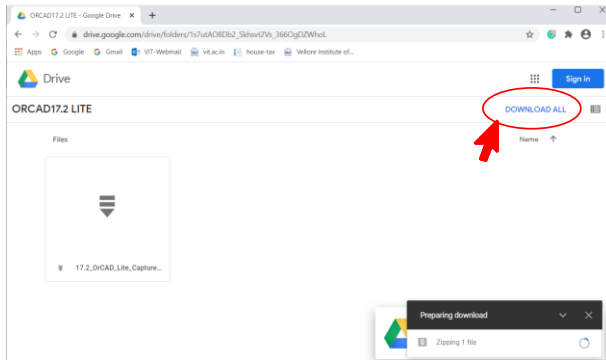 ORCAD17.2 LITE - Google Drive
drive.google.com/drive/folders/
Apps Google Gmail VIT-Webmail vit.ac.in house-tax Vellore Institute of...
Drive
Sign in
ORCAD17.2 LITE
DOWNLOAD ALL
Files
Name
17.2_OrCAD_Lite_Capture...
Preparing download
Zipping 1 file